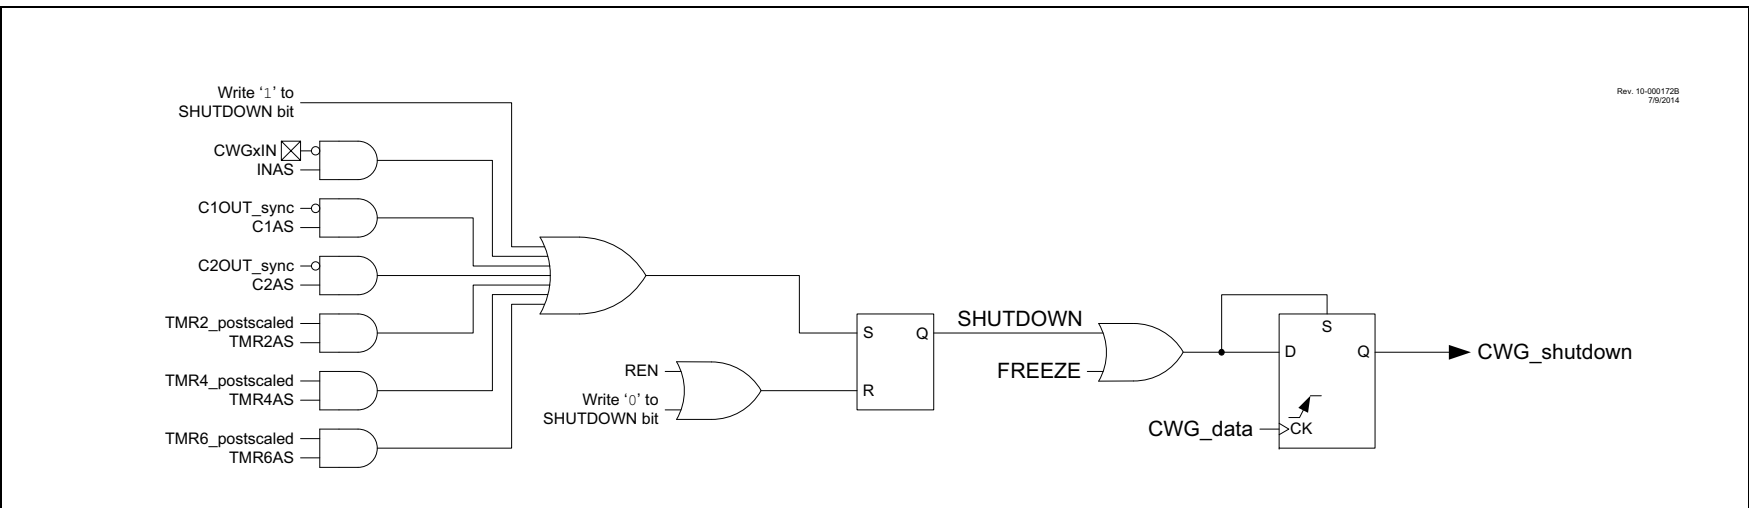 Rev. 10-000172B
7/9/2014
Write ‘1’ to
SHUTDOWN bit
CWGxIN
INAS
C1OUT_sync
C1AS
C2OUT_sync
C2AS
TMR2_postscaled
TMR2AS
TMR4_postscaled
TMR4AS
TMR6_postscaled
TMR6AS
REN
Write ‘0’ to
SHUTDOWN bit
S
Q
R
SHUTDOWN
FREEZE
S
D
Q
CWG_data
CK
CWG_shutdown